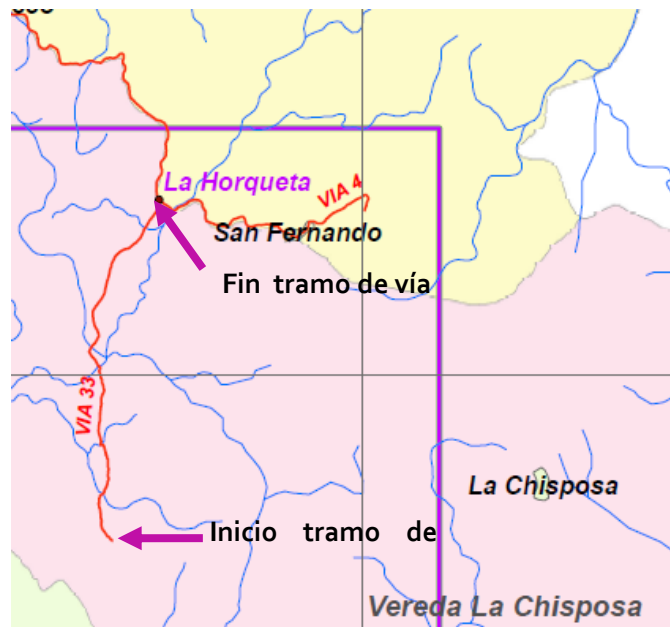 La Horqueta
VIA 4
San Fernando
Fin tramo de vía
VIA 33
La Chisposa
Inicio tramo de
Vereda La Chisposa